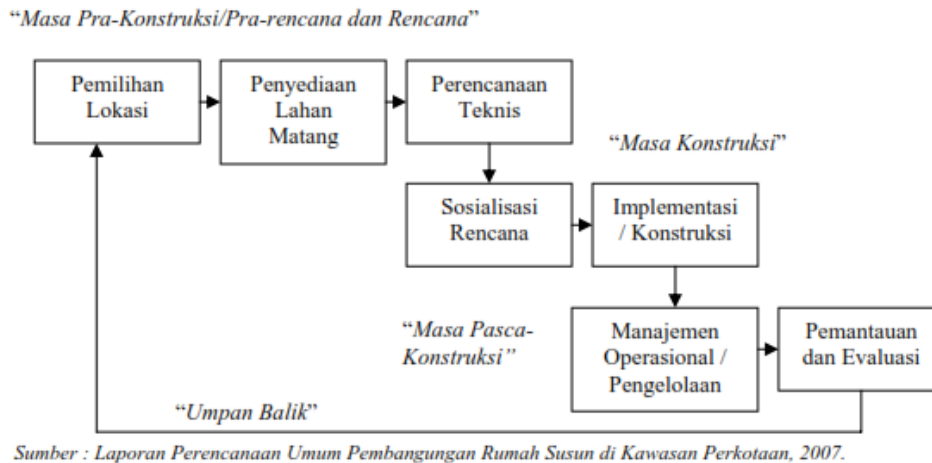 “Masa Pra-Konstruksi/Pra-rencana dan Rencana”
Pemilihan
Lokasi
Penyediaan
Lahan
Matang
Perencanaan
Teknis
“Masa Konstruksi”
Sosialisasi
Rencana
Implementasi
/ Konstruksi
“Masa Pasca-
Konstruksi”
Manajemen
Operasional /
Pengelolaan
Pemantauan
dan Evaluasi
“Umpan Balik”
Sumber : Laporan Perencanaan Umum Pembangunan Rumah Susun di Kawasan Perkotaan, 2007.